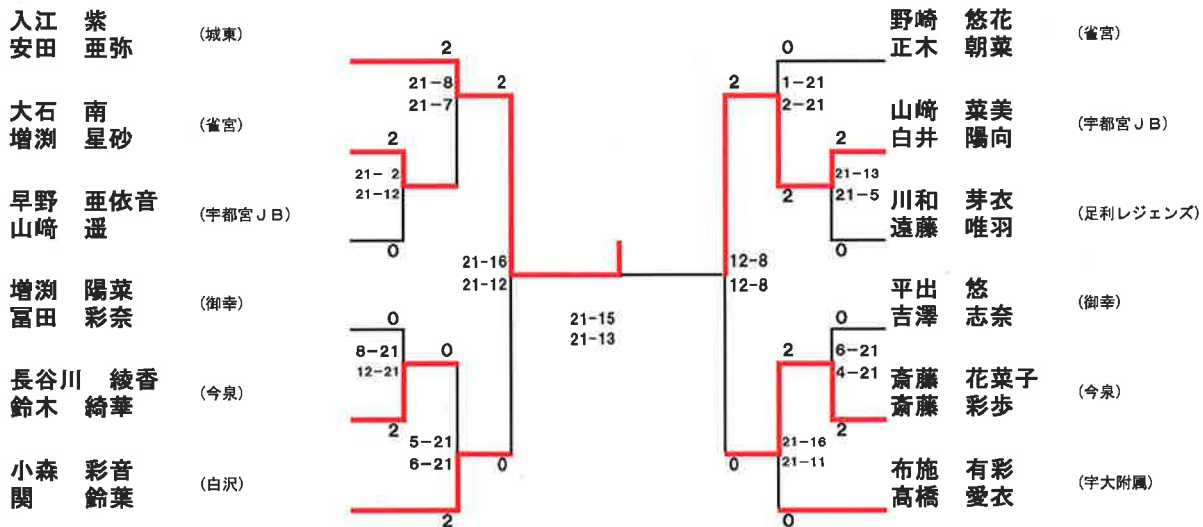 入江　紫
安田　亜弥
(城東)
大石　南
増渕　星砂
(雀宮)
早野　亜依音
山﨑　遥
(宇都宮ＪＢ)
増渕　陽菜
冨田　彩奈
(御幸)
長谷川　綾香
鈴木　綺華
(今泉)
小森　彩音
関　鈴葉
(白沢)
2
21-8
21-7
2
2
21- 2
21-12
0
0
8-21
12-21
2
0
5-21
6-21
2
0
21-16
21-12
21-15
21-13
12-8
12-8
2
0
1-21
2-21
2
2
21-13
21-5
0
0
6-21
4-21
2
2
21-16
21-11
0
0
野崎　悠花
正木　朝菜
(雀宮)
山﨑　菜美
白井　陽向
(宇都宮ＪＢ)
川和　芽衣
遠藤　唯羽
(足利レジェンズ)
平出　悠
吉澤　志奈
(御幸)
斎藤　花菜子
斎藤　彩歩
(今泉)
布施　有彩
髙橋　愛衣
(宇大附属)